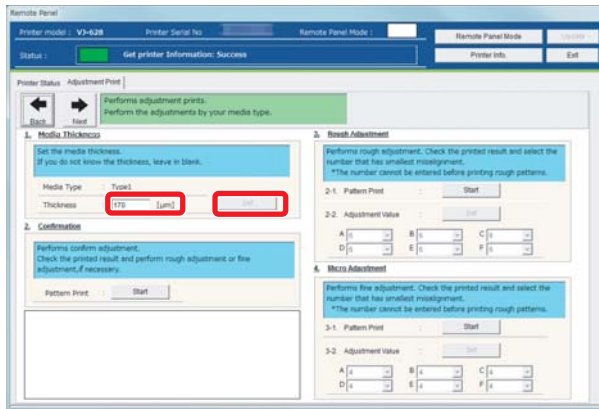 Remote Panel
Printer model : VJ-628 Printer Serial No Remote Panel Mode : Remote Panel Mode
Status : Get printer Information: Success Printer Info. Exit
Printer Status Adjustment Print
Back Next
Performs adjustment prints.
Perform the adjustments by your media type.
1. Media Thickness
Set the media thickness.
If you do not know the thickness, leave in blank.
Media Type : Type1
Thickness 170 [μm] Set
2. Confirmation
Performs confirm adjustment.
Check the printed result and perform rough adjustment or fine
adjustment,if necessary.
Pattern Print : Start
3. Rough Adjustment
Performs rough adjustment. Check the printed result and select the
number that has smallest misalignment.
*The number cannot be entered before printing rough patterns.
2-1. Pattern Print : Start
2-2. Adjustment Value : Set
A 6 B 6 C 6
D 6 E 6 F 6
4. Micro Adjustment
Performs fine adjustment. Check the printed result and select the
number that has smallest misalignment.
*The number cannot be entered before printing rough patterns.
3-1. Pattern Print : Start
3-2. Adjustment Value : Set
A 4 B 4 C 4
D 4 E 4 F 4